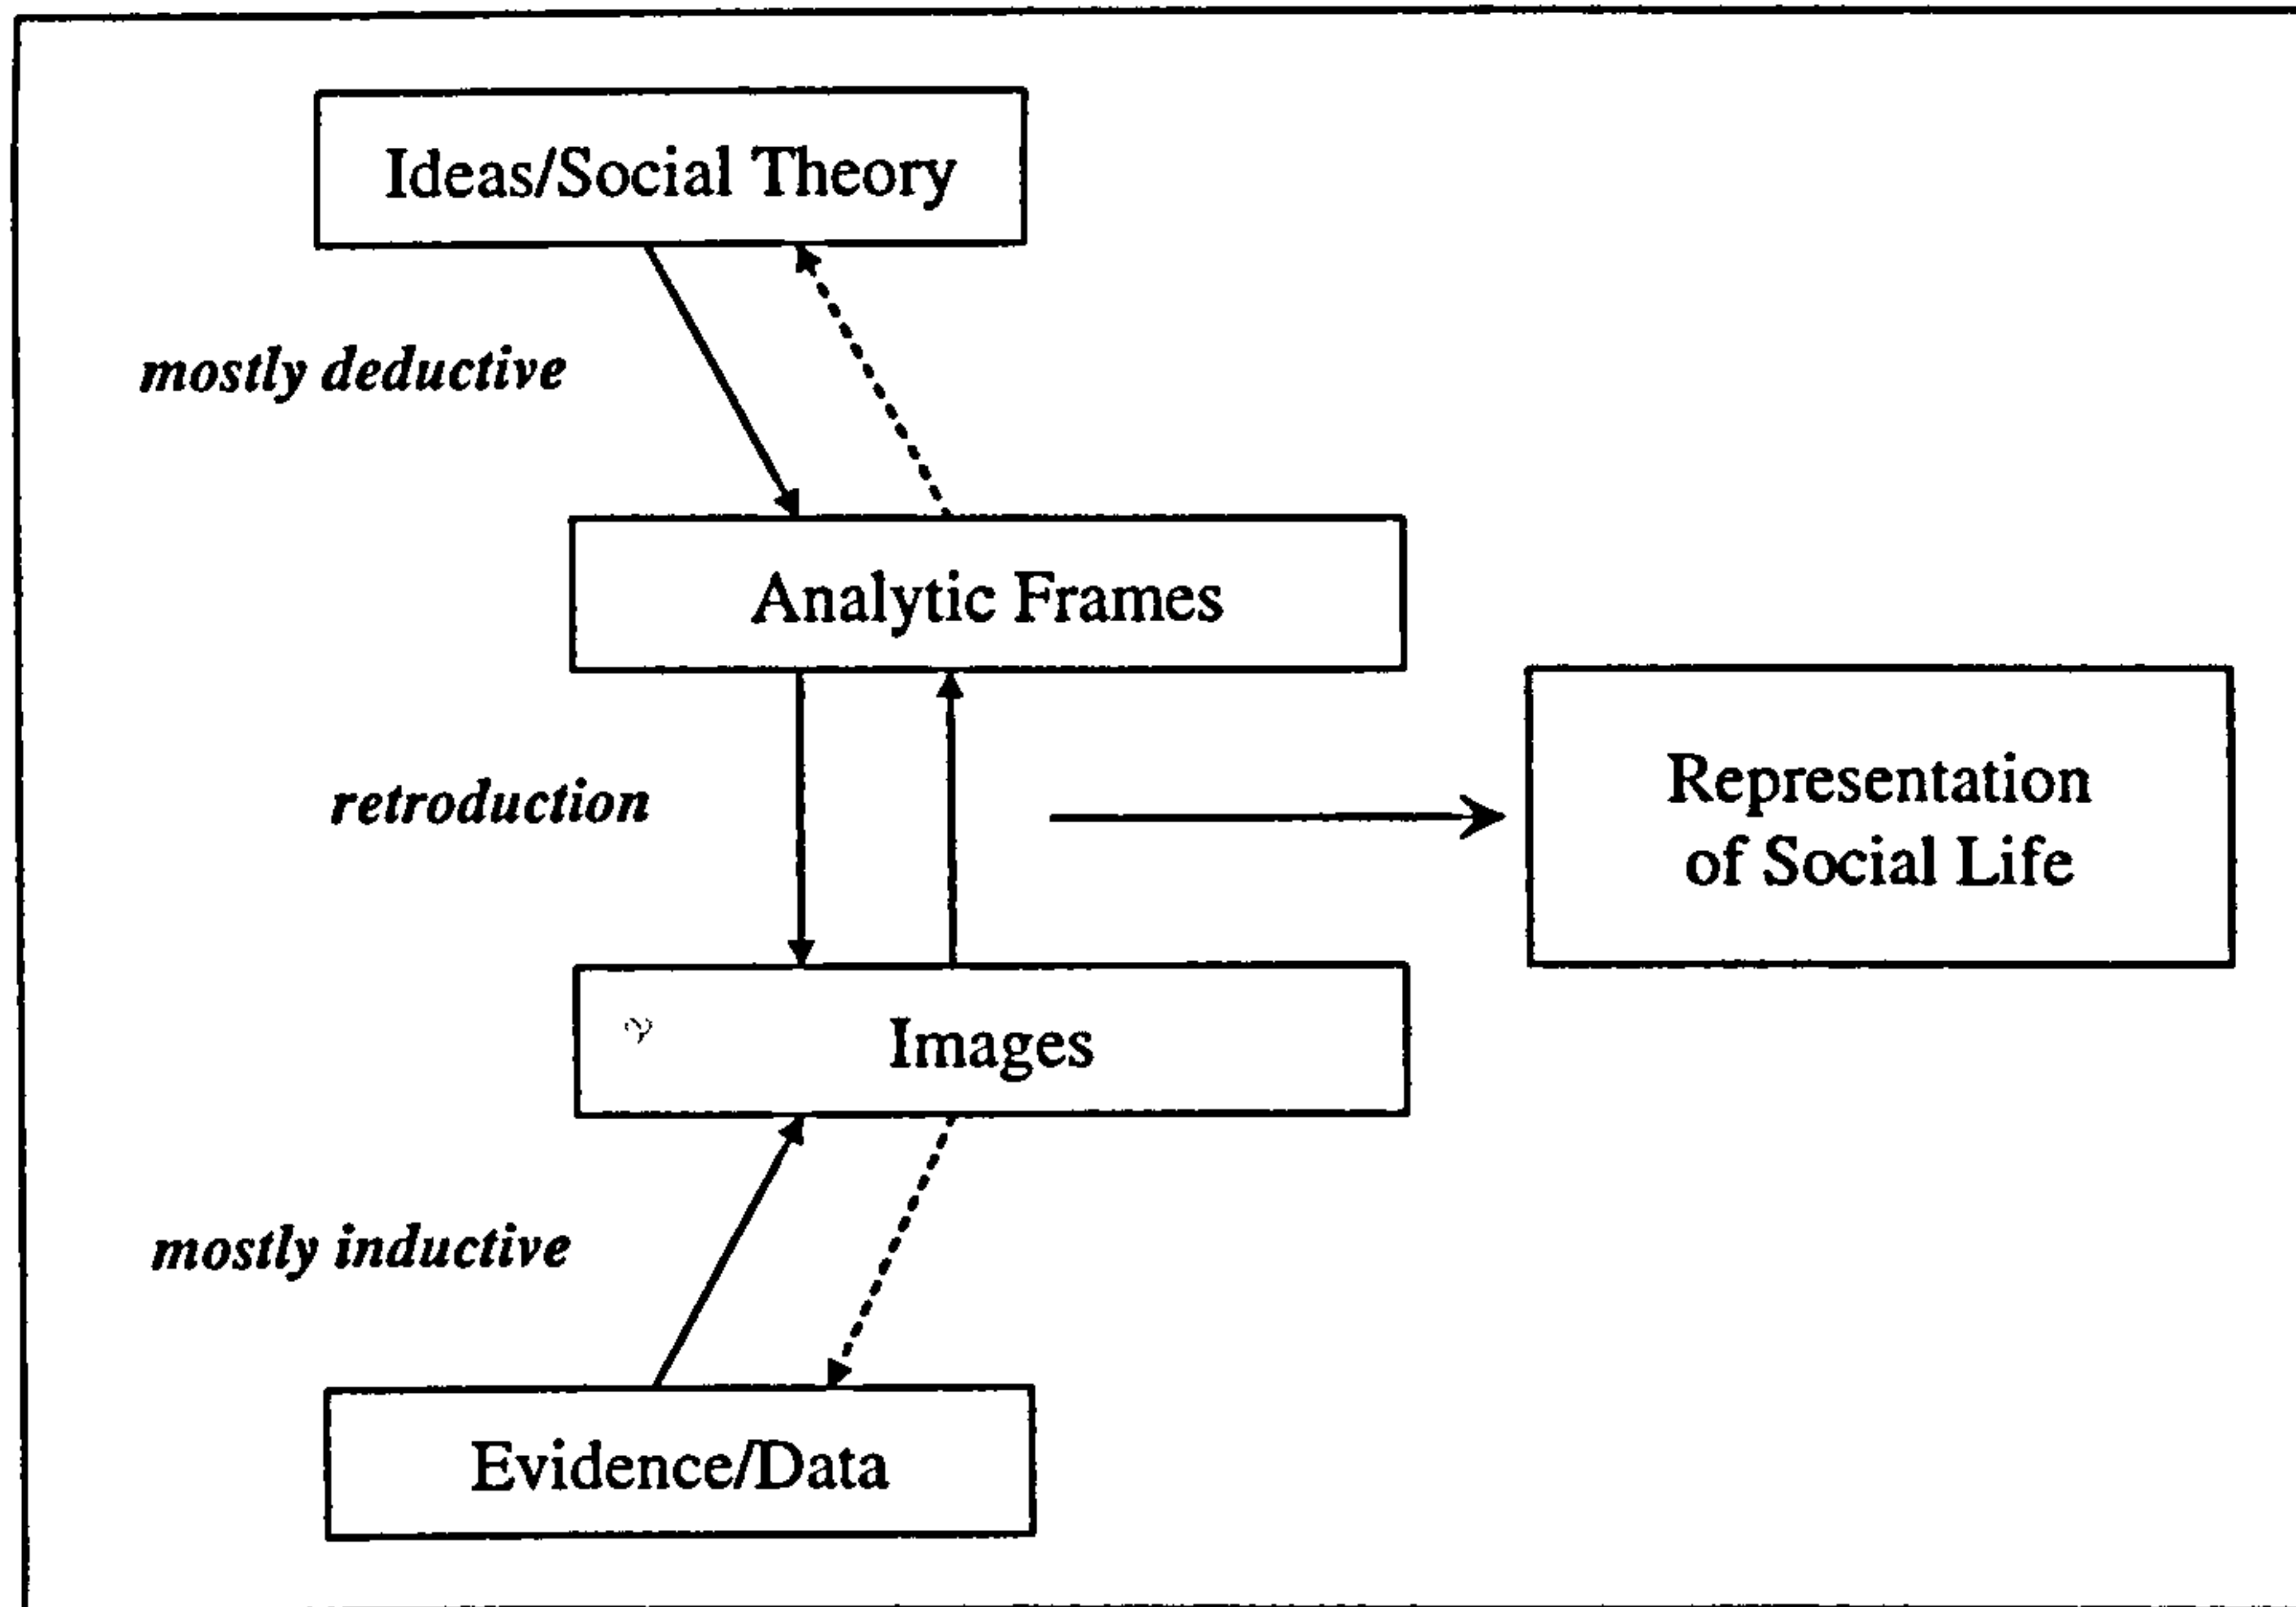 Ideas/Social Theory
mostly deductive
Analytic Frames
retroduction
Representation
of Social Life
Images
mostly inductive
Evidence/Data